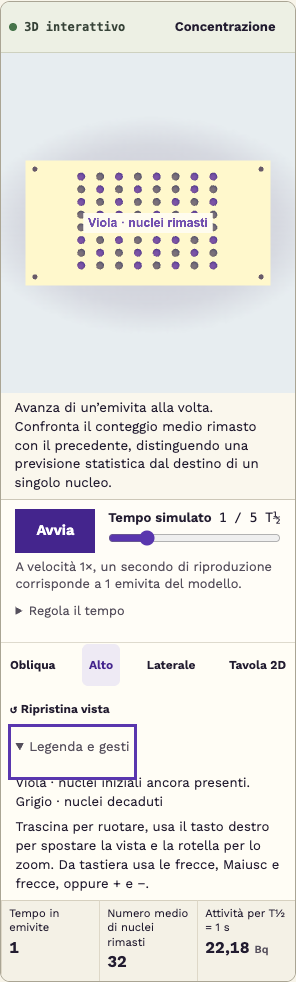 3D interattivo
Concentrazione
Viola · nuclei rimasti
Avanza di un'emivita alla volta.
Confronta il conteggio medio rimasto
con il precedente, distinguendo una
previsione statistica dal destino di un
singolo nucleo.
Avvia
Tempo simulato 1 / 5 T½
A velocità 1×, un secondo di riproduzione
corrisponde a 1 emivita del modello.
▶ Regola il tempo
Obliqua
Alto
Laterale
Tavola 2D
↺ Ripristina vista
▼ Legenda e gesti
Viola · nuclei iniziali ancora presenti.
Grigio · nuclei decaduti
Trascina per ruotare, usa il tasto destro
per spostare la vista e la rotella per lo
zoom. Da tastiera usa le frecce, Maiusc e
frecce, oppure + e −.
Tempo in
emivite
1
Numero medio
di nuclei
rimasti
32
Attività per T½
= 1 s
22,18 Bq